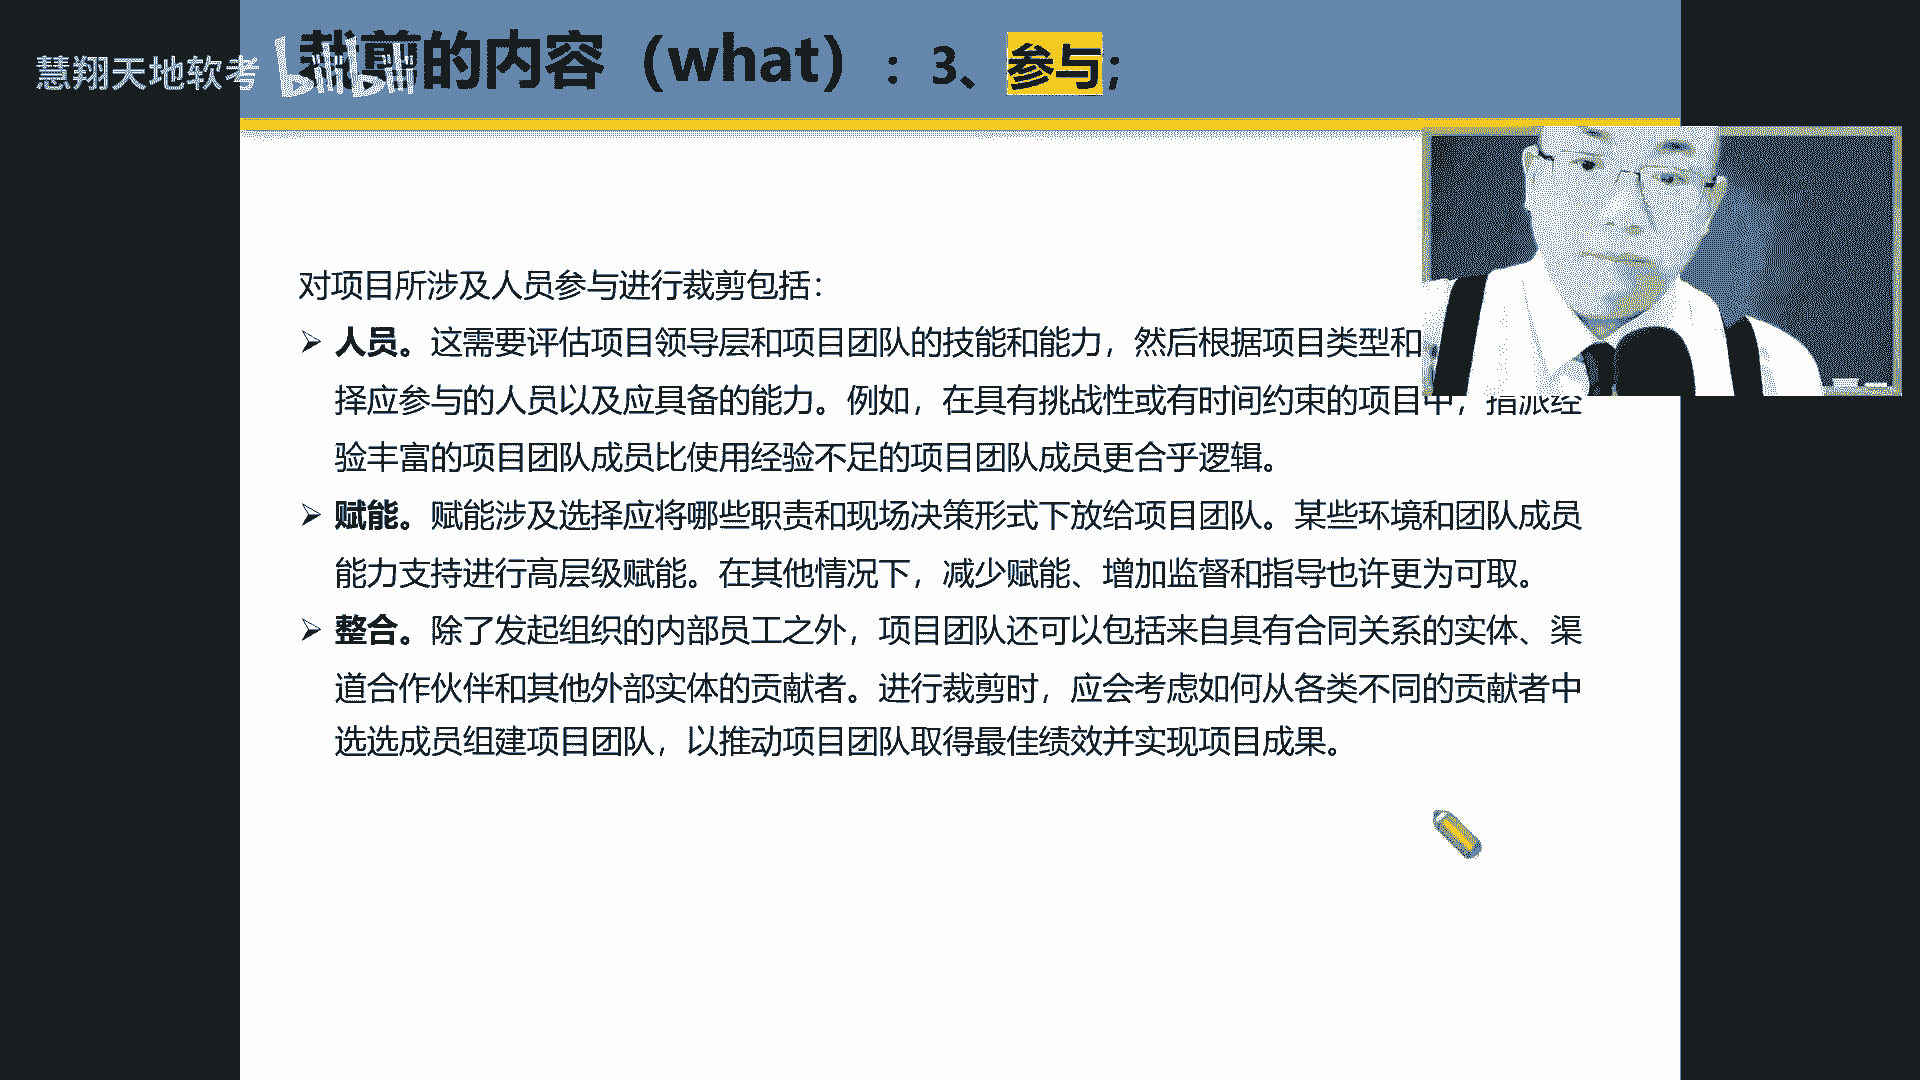 慧翔天地软考 bilibili
裁剪的内容（what）：3、参与；
对项目所涉及人员参与进行裁剪包括：
➢ 人员。这需要评估项目领导层和项目团队的技能和能力，然后根据项目类型和
择应参与的人员以及应具备的能力。例如，在具有挑战性或有时间约束的项目中，指派经
验丰富的项目团队成员比使用经验不足的项目团队成员更合乎逻辑。
➢ 赋能。赋能涉及选择应将哪些职责和现场决策形式下放给项目团队。某些环境和团队成员
能力支持进行高层级赋能。在其他情况下，减少赋能、增加监督和指导也许更为可取。
➢ 整合。除了发起组织的内部员工之外，项目团队还可以包括来自具有合同关系的实体、渠
道合作伙伴和其他外部实体的贡献者。进行裁剪时，应会考虑如何从各类不同的贡献者中
选选成员组建项目团队，以推动项目团队取得最佳绩效并实现项目成果。